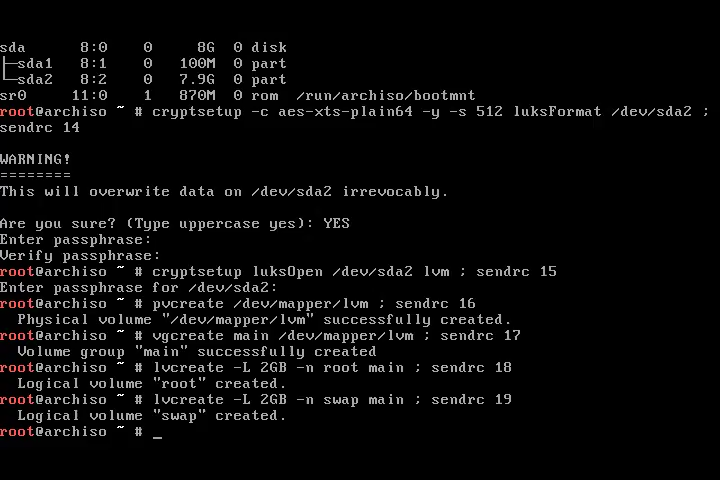 sda      8:0    0     8G  0 disk
├─sda1   8:1    0   100M  0 part
└─sda2   8:2    0   7.9G  0 part
sr0     11:0    1   870M  0 rom  /run/archiso/bootmnt
root@archiso ~ # cryptsetup -c aes-xts-plain64 -y -s 512 luksFormat /dev/sda2 ;
sendrc 14

WARNING!
========
This will overwrite data on /dev/sda2 irrevocably.

Are you sure? (Type uppercase yes): YES
Enter passphrase:
Verify passphrase:
root@archiso ~ # cryptsetup luksOpen /dev/sda2 lvm ; sendrc 15
Enter passphrase for /dev/sda2:
root@archiso ~ # pvcreate /dev/mapper/lvm ; sendrc 16
  Physical volume "/dev/mapper/lvm" successfully created.
root@archiso ~ # vgcreate main /dev/mapper/lvm ; sendrc 17
  Volume group "main" successfully created
root@archiso ~ # lvcreate -L 2GB -n root main ; sendrc 18
  Logical volume "root" created.
root@archiso ~ # lvcreate -L 2GB -n swap main ; sendrc 19
  Logical volume "swap" created.
root@archiso ~ # _